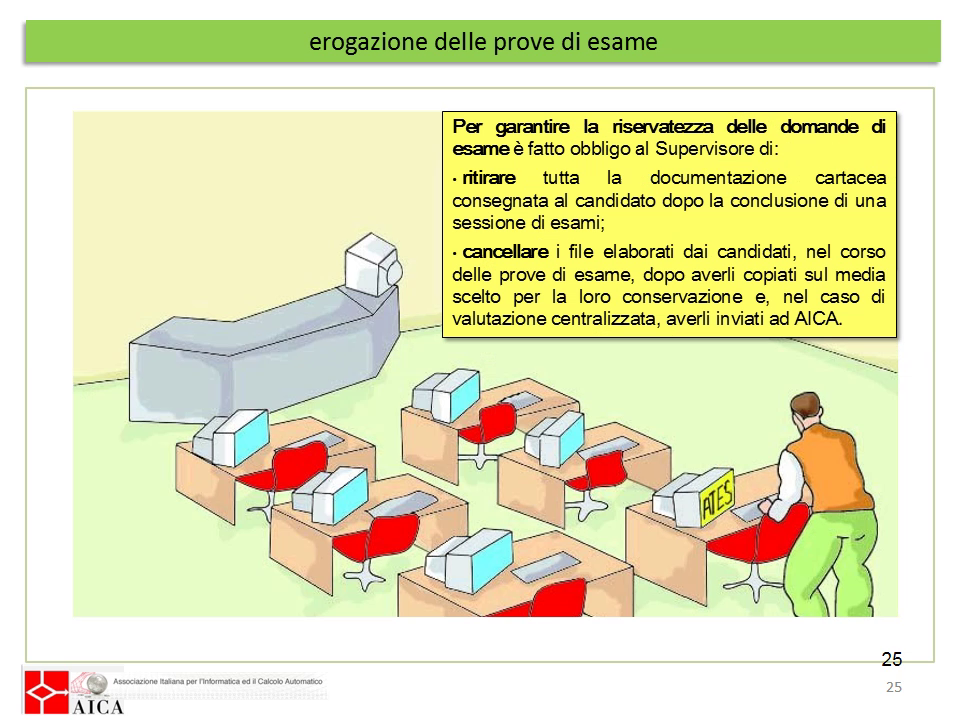 erogazione delle prove di esame
Per garantire la riservatezza delle domande di
esame è fatto obbligo al Supervisore di:
• ritirare tutta la documentazione cartacea
consegnata al candidato dopo la conclusione di una
sessione di esami;
• cancellare i file elaborati dai candidati, nel corso
delle prove di esame, dopo averli copiati sul media
scelto per la loro conservazione e, nel caso di
valutazione centralizzata, averli inviati ad AICA.
ATES
25
Associazione Italiana per l'Informatica ed il Calcolo Automatico
25
AICA